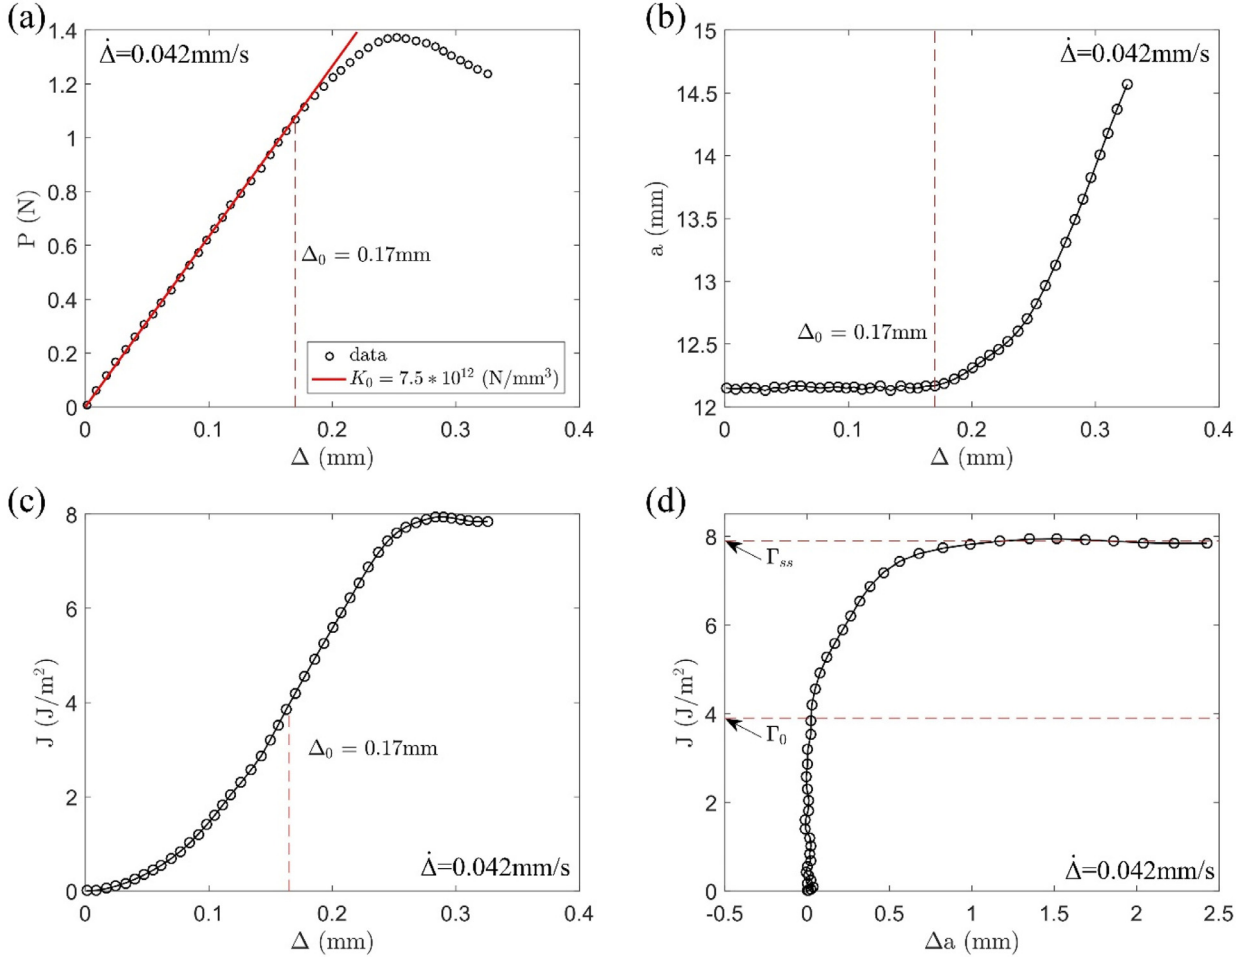 (a)
1.4
1.2
1
0.8
0.6
0.4
0.2
0
P (N)
Δ̇=0.042mm/s
Δ₀ = 0.17mm
data
K₀ = 7.5 * 10¹² (N/mm³)
0
0.1
0.2
0.3
0.4
Δ (mm)
(b)
15
14.5
14
13.5
13
12.5
12
a (mm)
Δ̇=0.042mm/s
Δ₀ = 0.17mm
0
0.1
0.2
0.3
0.4
Δ (mm)
(c)
8
6
4
2
0
J (J/m²)
Δ₀ = 0.17mm
Δ̇=0.042mm/s
0
0.1
0.2
0.3
0.4
Δ (mm)
(d)
8
6
4
2
0
J (J/m²)
Γss
Γ₀
Δ̇=0.042mm/s
-0.5
0
0.5
1
1.5
2
2.5
Δa (mm)